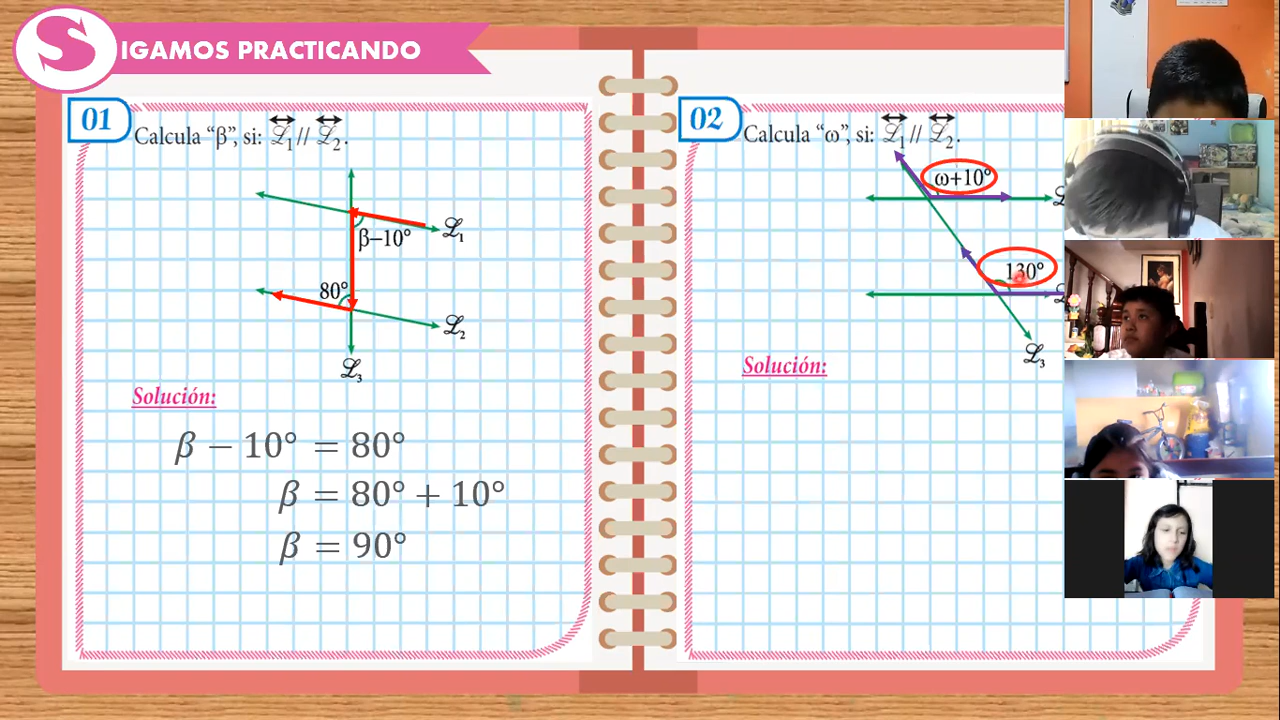 SIGAMOS PRACTICANDO
01
Calcula “β”, si: ℒ₁ // ℒ₂.
β−10°
ℒ₁
80°
ℒ₂
ℒ₃
Solución:
β − 10° = 80°
β = 80° + 10°
β = 90°
02
Calcula “ω”, si: ℒ₁ // ℒ₂.
ω+10°
130°
ℒ₃
Solución: